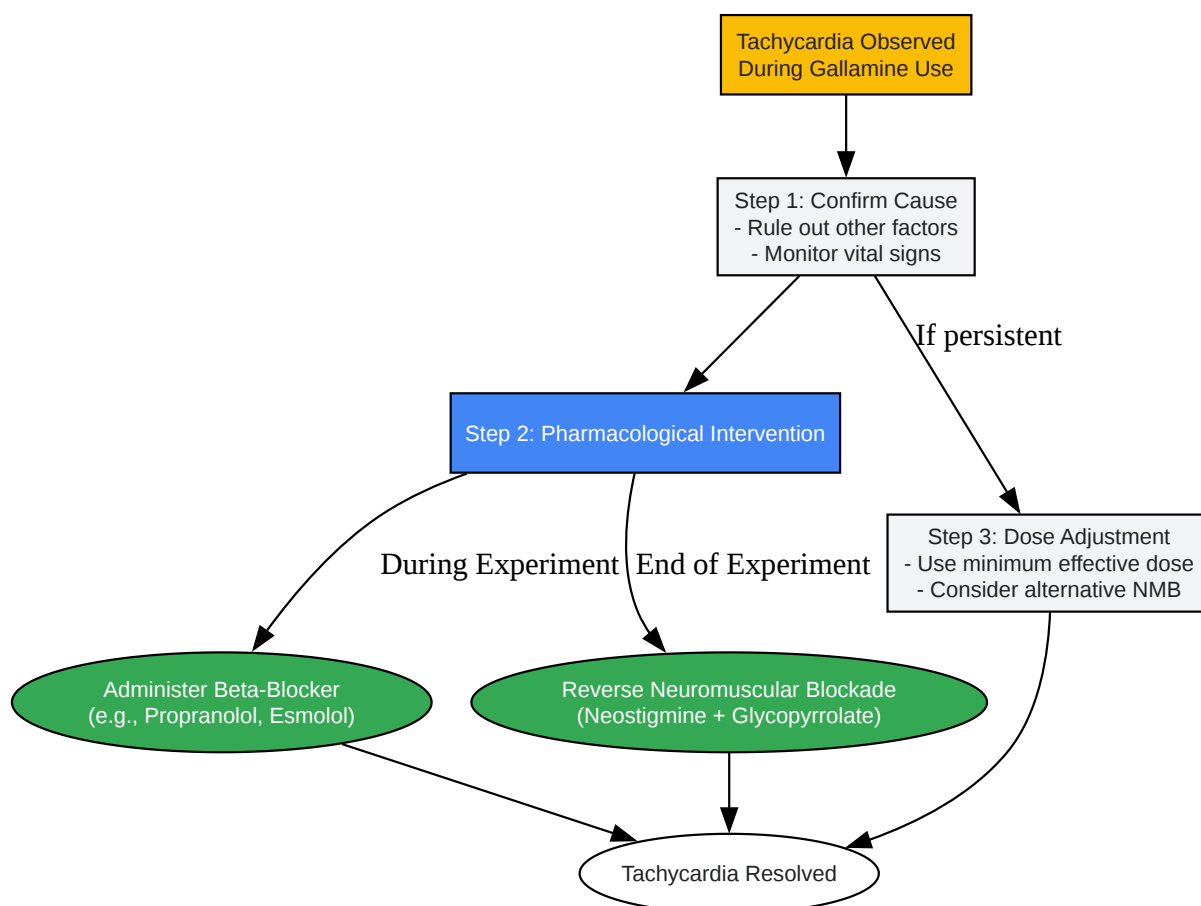 Tachycardia Observed
During Gallamine Use
Step 1: Confirm Cause
- Rule out other factors
- Monitor vital signs
If persistent
Step 2: Pharmacological Intervention
During Experiment
End of Experiment
Step 3: Dose Adjustment
- Use minimum effective dose
- Consider alternative NMB
Administer Beta-Blocker
(e.g., Propranolol, Esmolol)
Reverse Neuromuscular Blockade
(Neostigmine + Glycopyrrolate)
Tachycardia Resolved